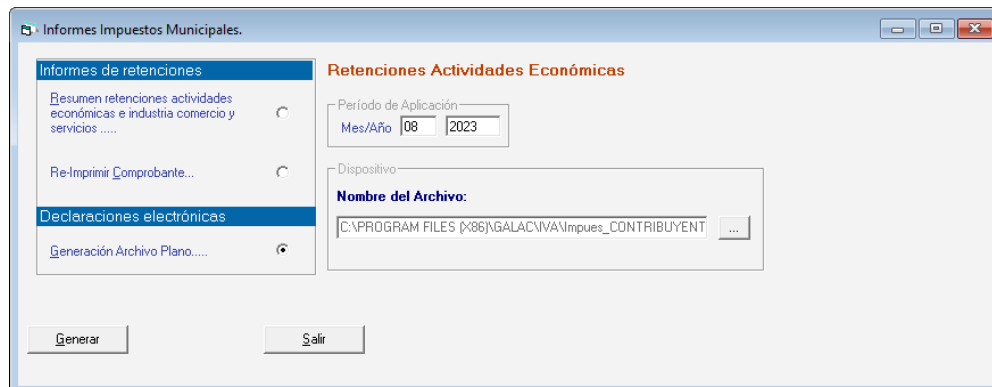 Informes Impuestos Municipales.
Informes de retenciones
Resumen retenciones actividades
económicas e industria comercio y
servicios .....
Re-Imprimir Comprobante...
Declaraciones electrónicas
Generación Archivo Plano.....
Retenciones Actividades Económicas
Período de Aplicación
Mes/Año 08 2023
Dispositivo
Nombre del Archivo:
C:\PROGRAM FILES (X86)\GALAC\IVA\Impues_CONTRIBUYENT ...
Generar Salir